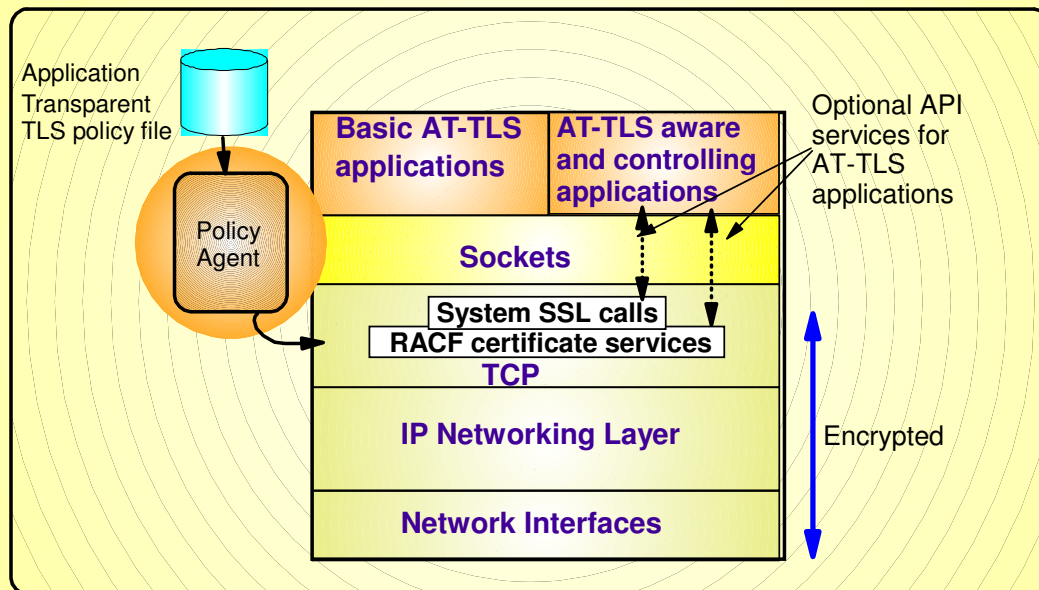 Application
Transparent
TLS policy file
Policy
Agent
Basic AT-TLS
applications
AT-TLS aware
and controlling
applications
Optional API
services for
AT-TLS
applications
Sockets
System SSL calls
RACF certificate services
TCP
IP Networking Layer
Encrypted
Network Interfaces